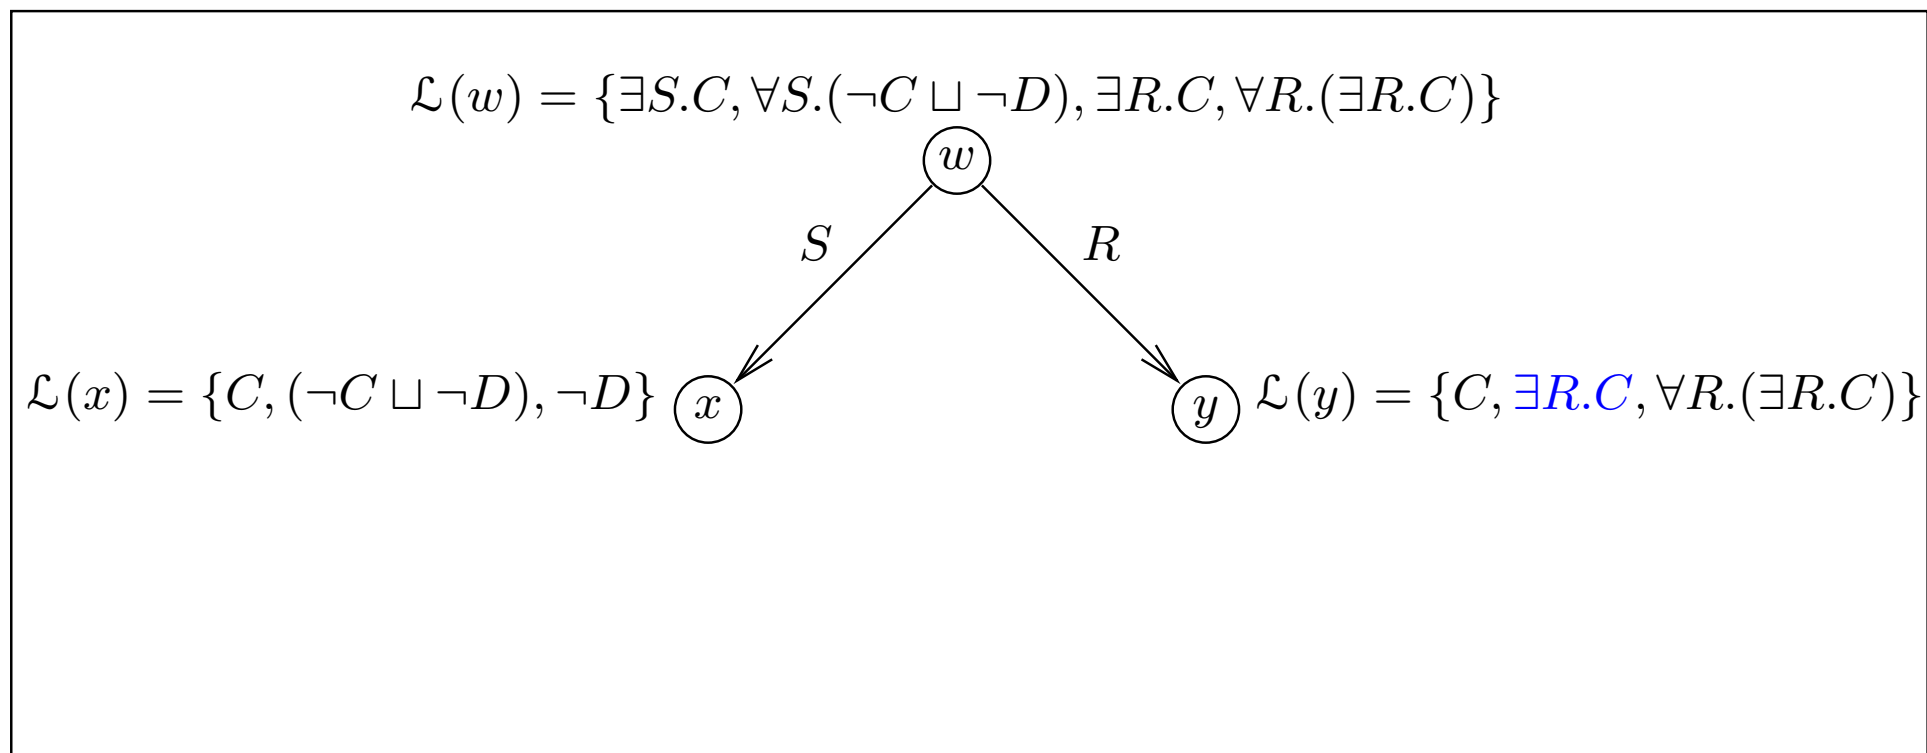 ℒ(w) = {∃S.C, ∀S.(¬C ⊔ ¬D), ∃R.C, ∀R.(∃R.C)}
w
S R
ℒ(x) = {C, (¬C ⊔ ¬D), ¬D} x y ℒ(y) = {C, ∃R.C, ∀R.(∃R.C)}